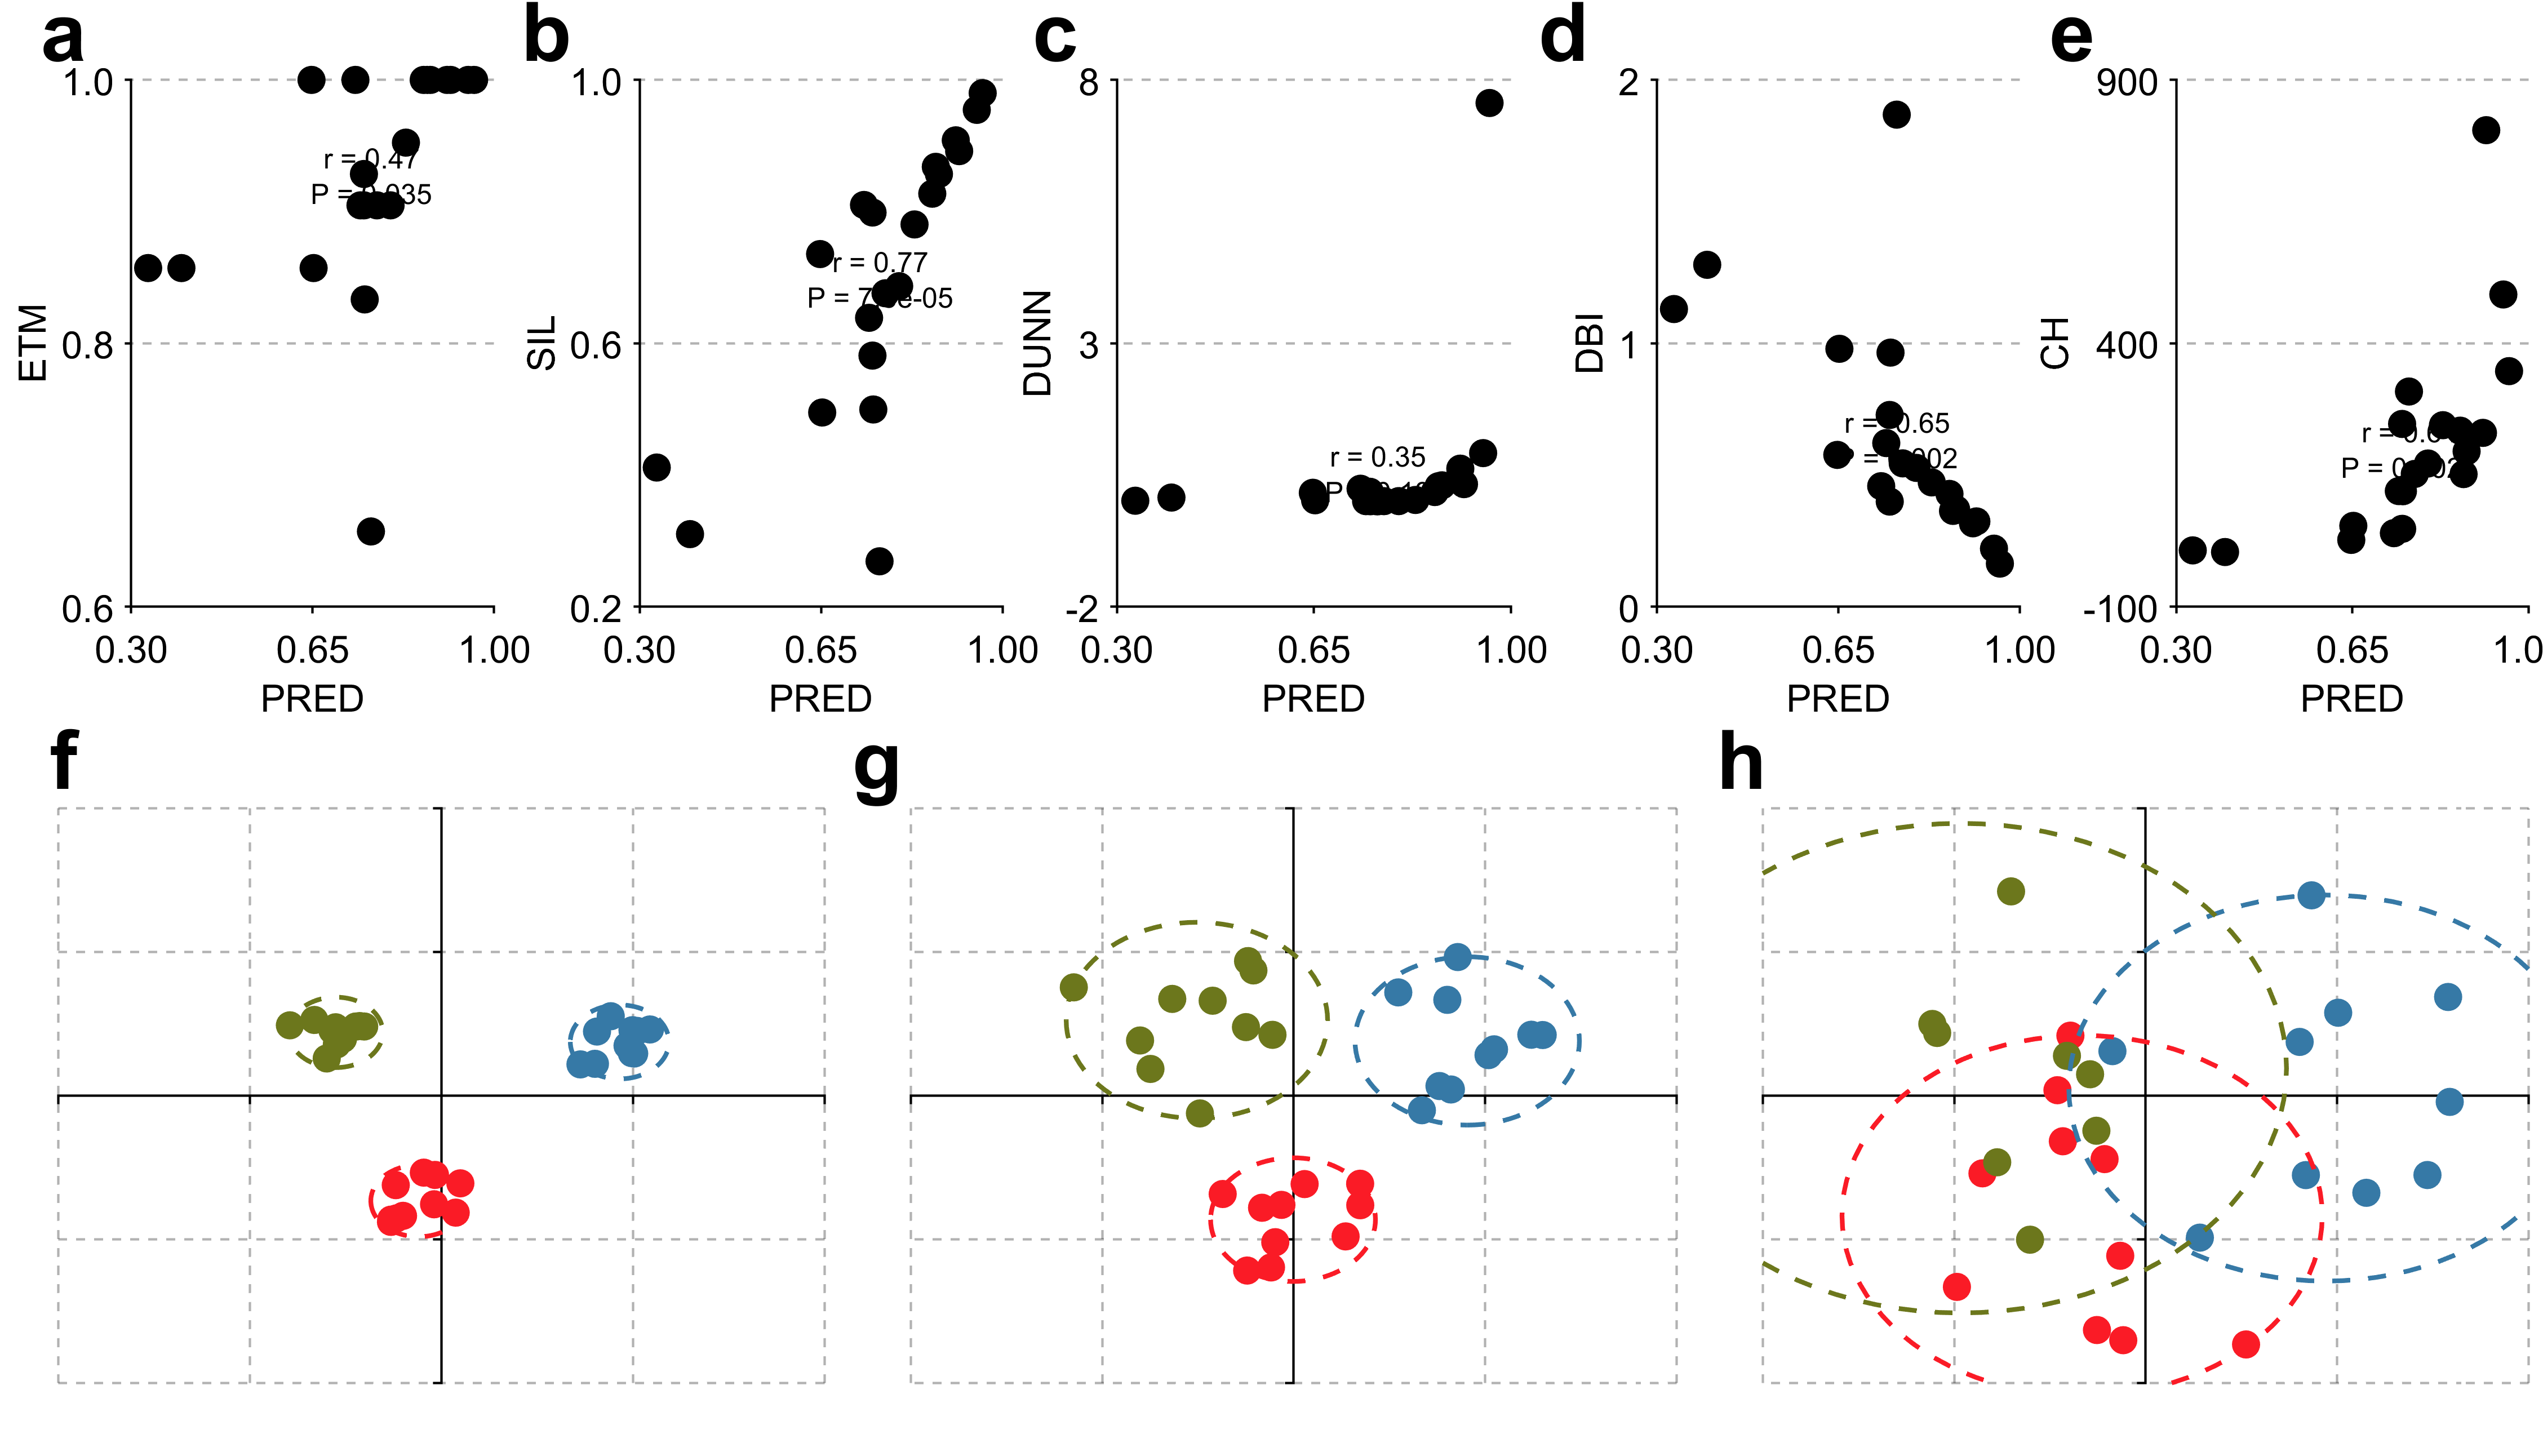 a
b
c
d
e
1.0
0.8
0.6
ETM
0.30
0.65
1.00
PRED
r = 0.47
P =
1.0
0.6
0.2
SIL
0.30
0.65
1.00
PRED
r = 0.77
P =
8
3
-2
DUNN
0.30
0.65
1.00
PRED
r = 0.35
P
2
1
0
DBI
0.30
0.65
1.00
PRED
r =
900
400
-100
CH
0.30
0.65
1.0
PRED
r =
P =
f
g
h